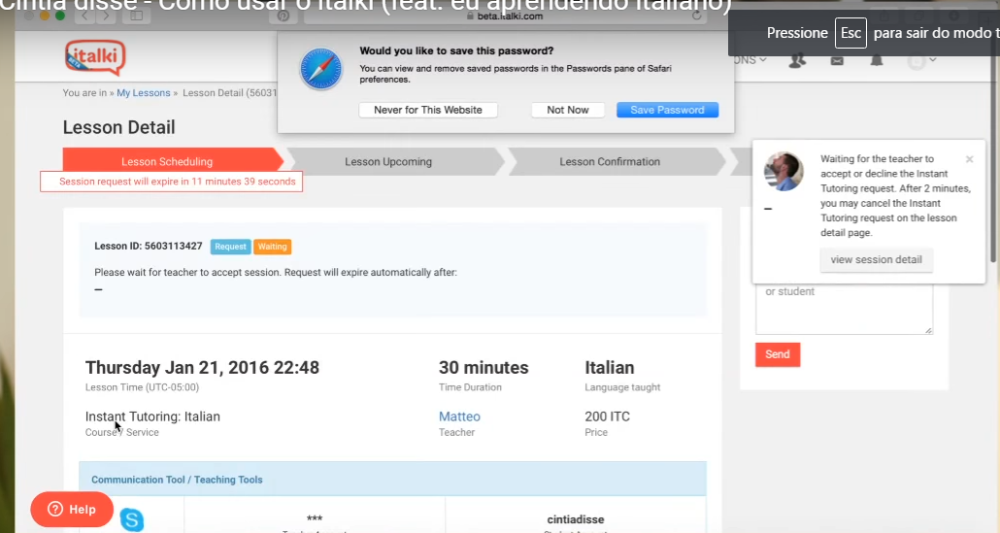 Cintia disse - Como usar o italki (feat. eu aprendendo italiano)
beta.italki.com
Pressione Esc para sair do modo t
italki
BETA
ONS
Would you like to save this password?
You can view and remove saved passwords in the Passwords pane of Safari
preferences.
Never for This Website
Not Now
Save Password
You are in » My Lessons » Lesson Detail (56031
Lesson Detail
Lesson Scheduling
Lesson Upcoming
Lesson Confirmation
Session request will expire in 11 minutes 39 seconds
Waiting for the teacher to
accept or decline the Instant
Tutoring request. After 2 minutes,
you may cancel the Instant
Tutoring request on the lesson
detail page.
view session detail
Lesson ID: 5603113427 Request Waiting
Please wait for teacher to accept session. Request will expire automatically after:
–
or student
Send
Thursday Jan 21, 2016 22:48
Lesson Time (UTC-05:00)
30 minutes
Time Duration
Italian
Language taught
Instant Tutoring: Italian
Course / Service
Matteo
Teacher
200 ITC
Price
Communication Tool / Teaching Tools
Help
***
cintiadisse